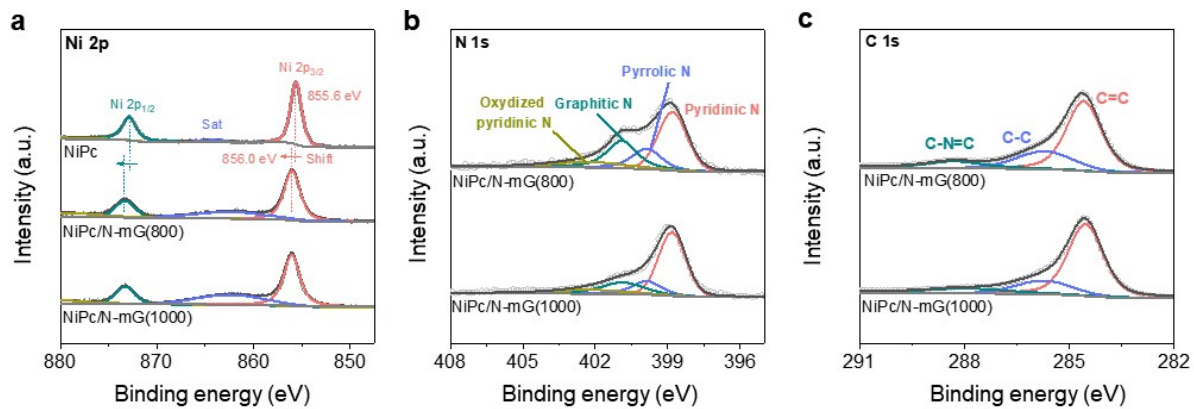 a
Ni 2p
Ni 2p3/2
855.6 eV
Ni 2p1/2
Sat
NiPc
856.0 eV
Shift
NiPc/N-mG(800)
NiPc/N-mG(1000)
880
870
860
850
Binding energy (eV)
Intensity (a.u.)
b
N 1s
Pyrrolic N
Oxydized
pyridinic N
Graphitic N
Pyridinic N
NiPc/N-mG(800)
NiPc/N-mG(1000)
408
405
402
399
396
Binding energy (eV)
Intensity (a.u.)
c
C 1s
C=C
C-N=C
C-C
NiPc/N-mG(800)
NiPc/N-mG(1000)
291
288
285
282
Binding energy (eV)
Intensity (a.u.)